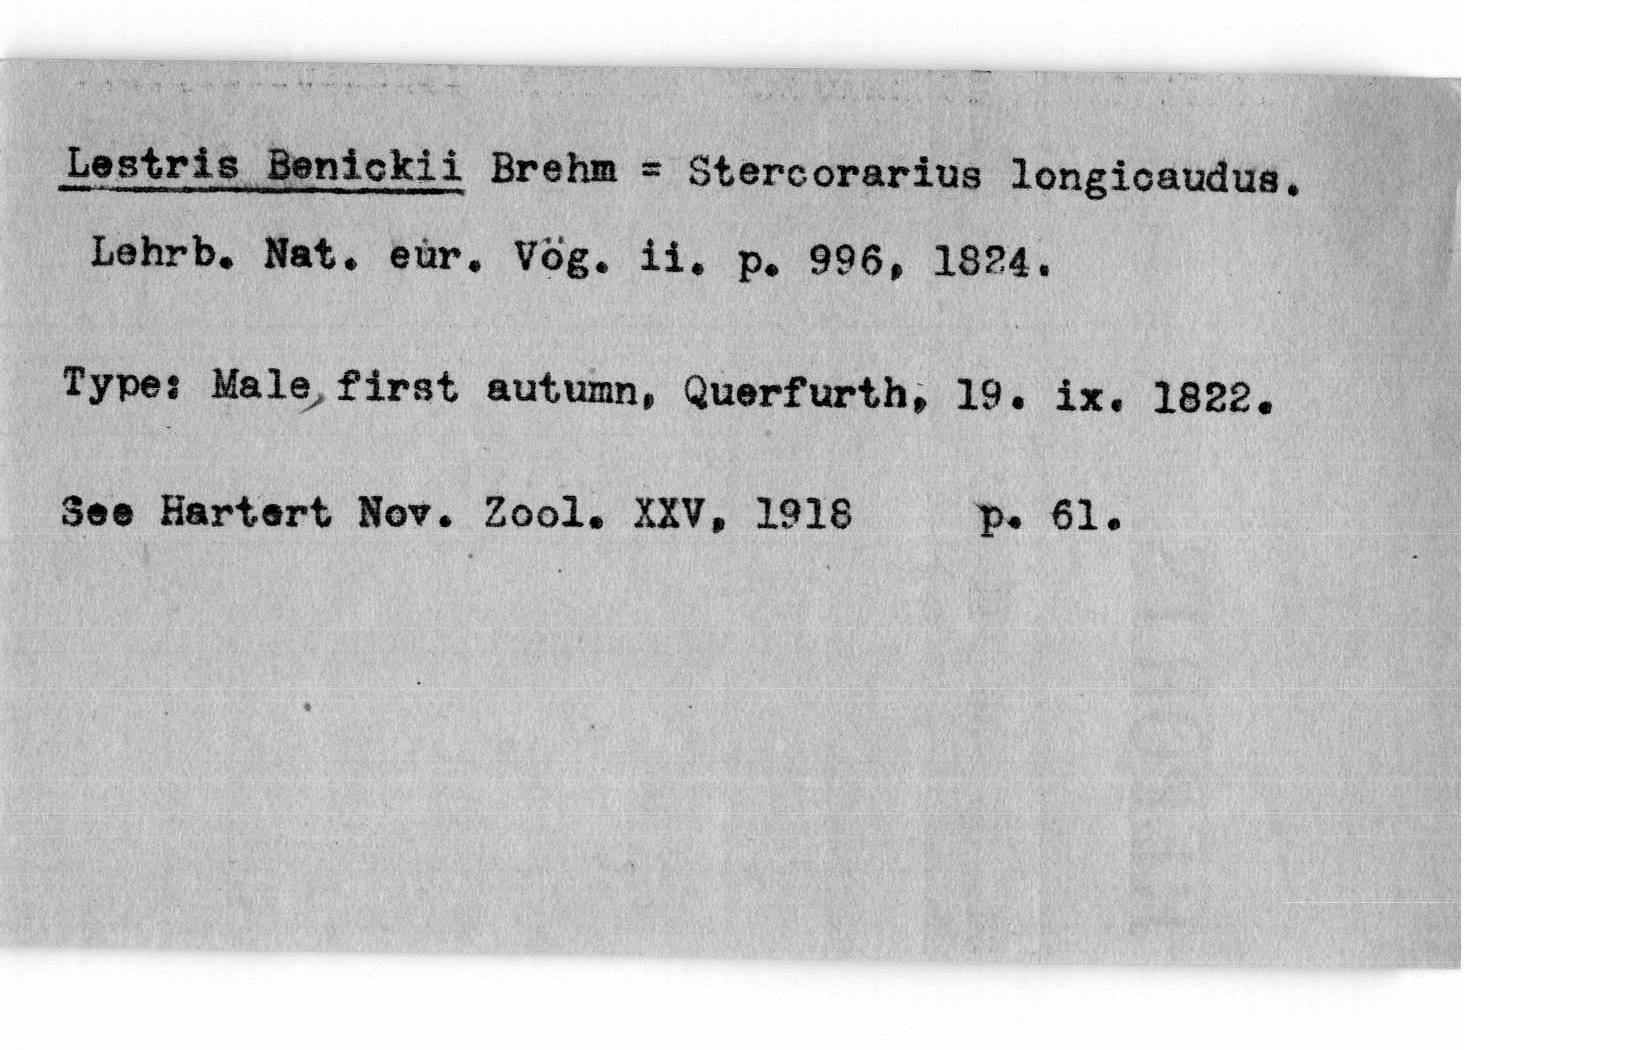 Lestris Benickii Brehm = Stercorarius longicaudus.
Lehrb. Nat. eur. Vög. ii. p. 996, 1824.
Type: Male, first autumn, Querfurth, 19. ix. 1822.
See Hartert Nov. Zool. XXV, 1918 p. 61.